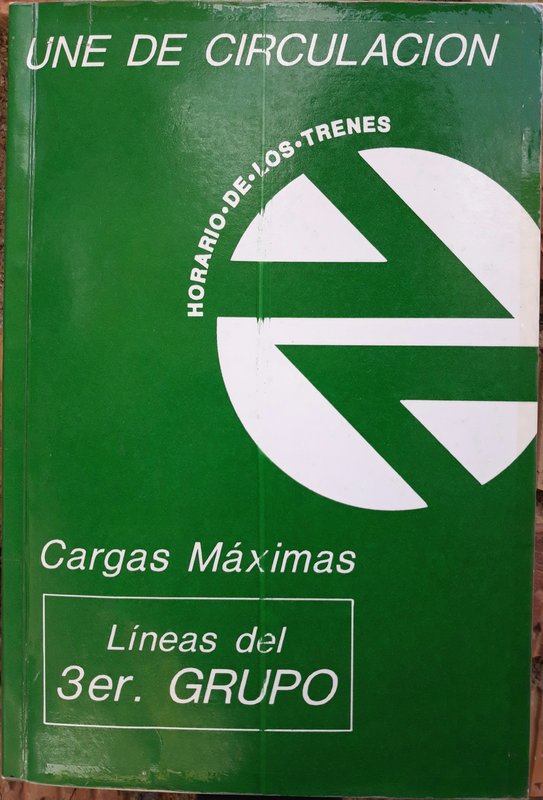 UNE DE CIRCULACION
HORARIO·DE·LOS·TRENES
Cargas Máximas
Líneas del
3er. GRUPO